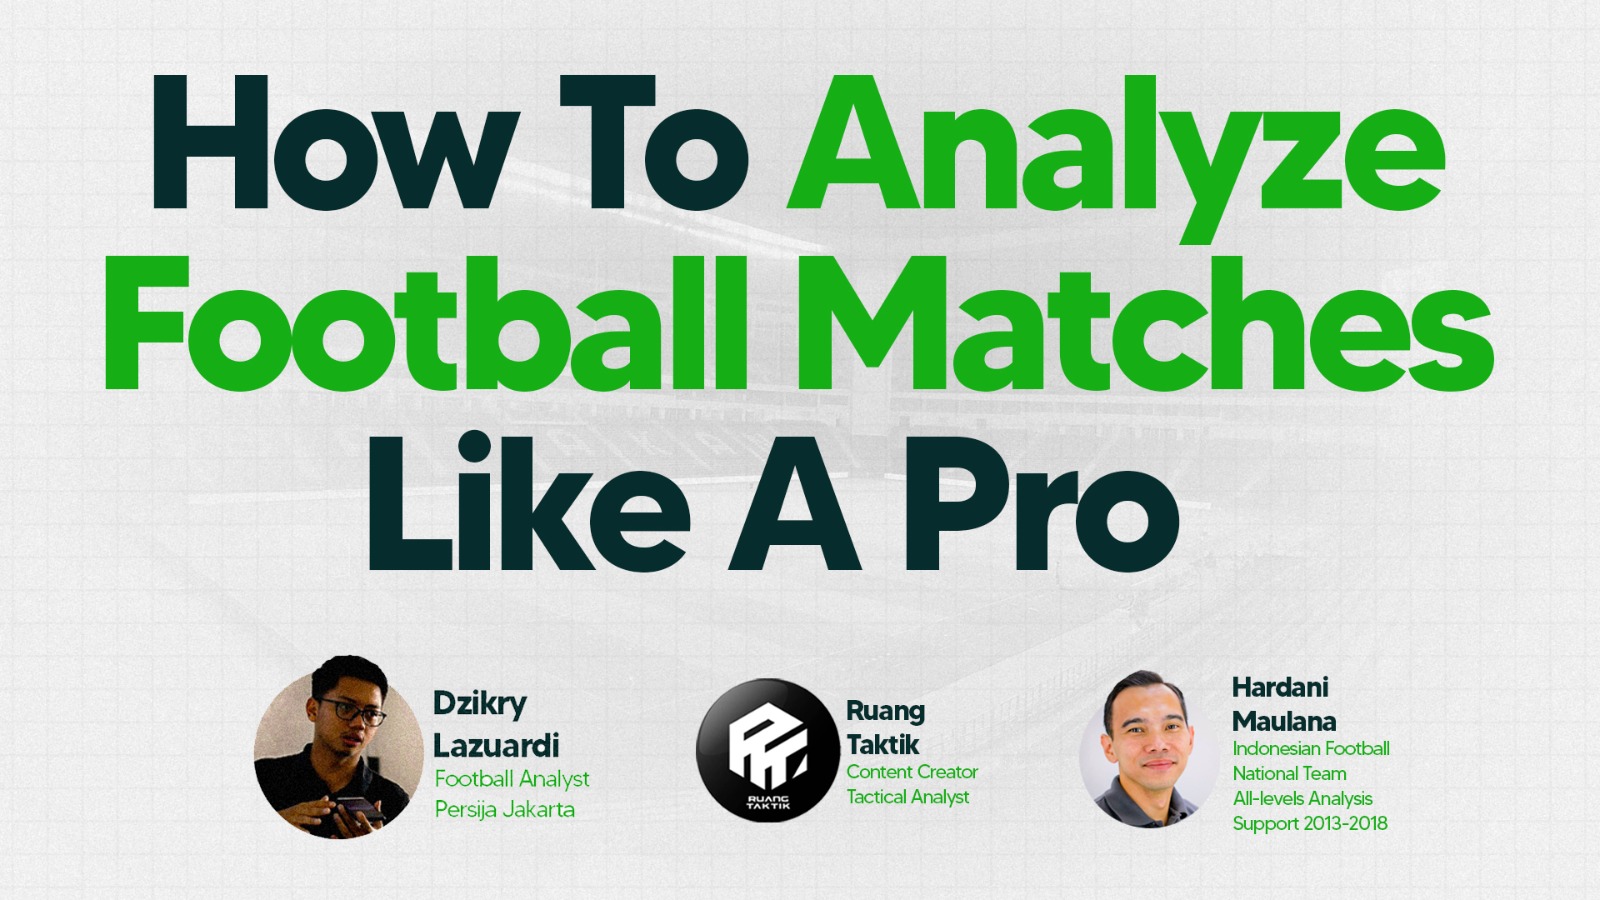 How To Analyze
Football Matches
Like A Pro
Dzikry
Lazuardi
Football Analyst
Persija Jakarta
RUANG
TAKTIK
Ruang
Taktik
Content Creator
Tactical Analyst
Hardani
Maulana
Indonesian Football
National Team
All-levels Analysis
Support 2013-2018